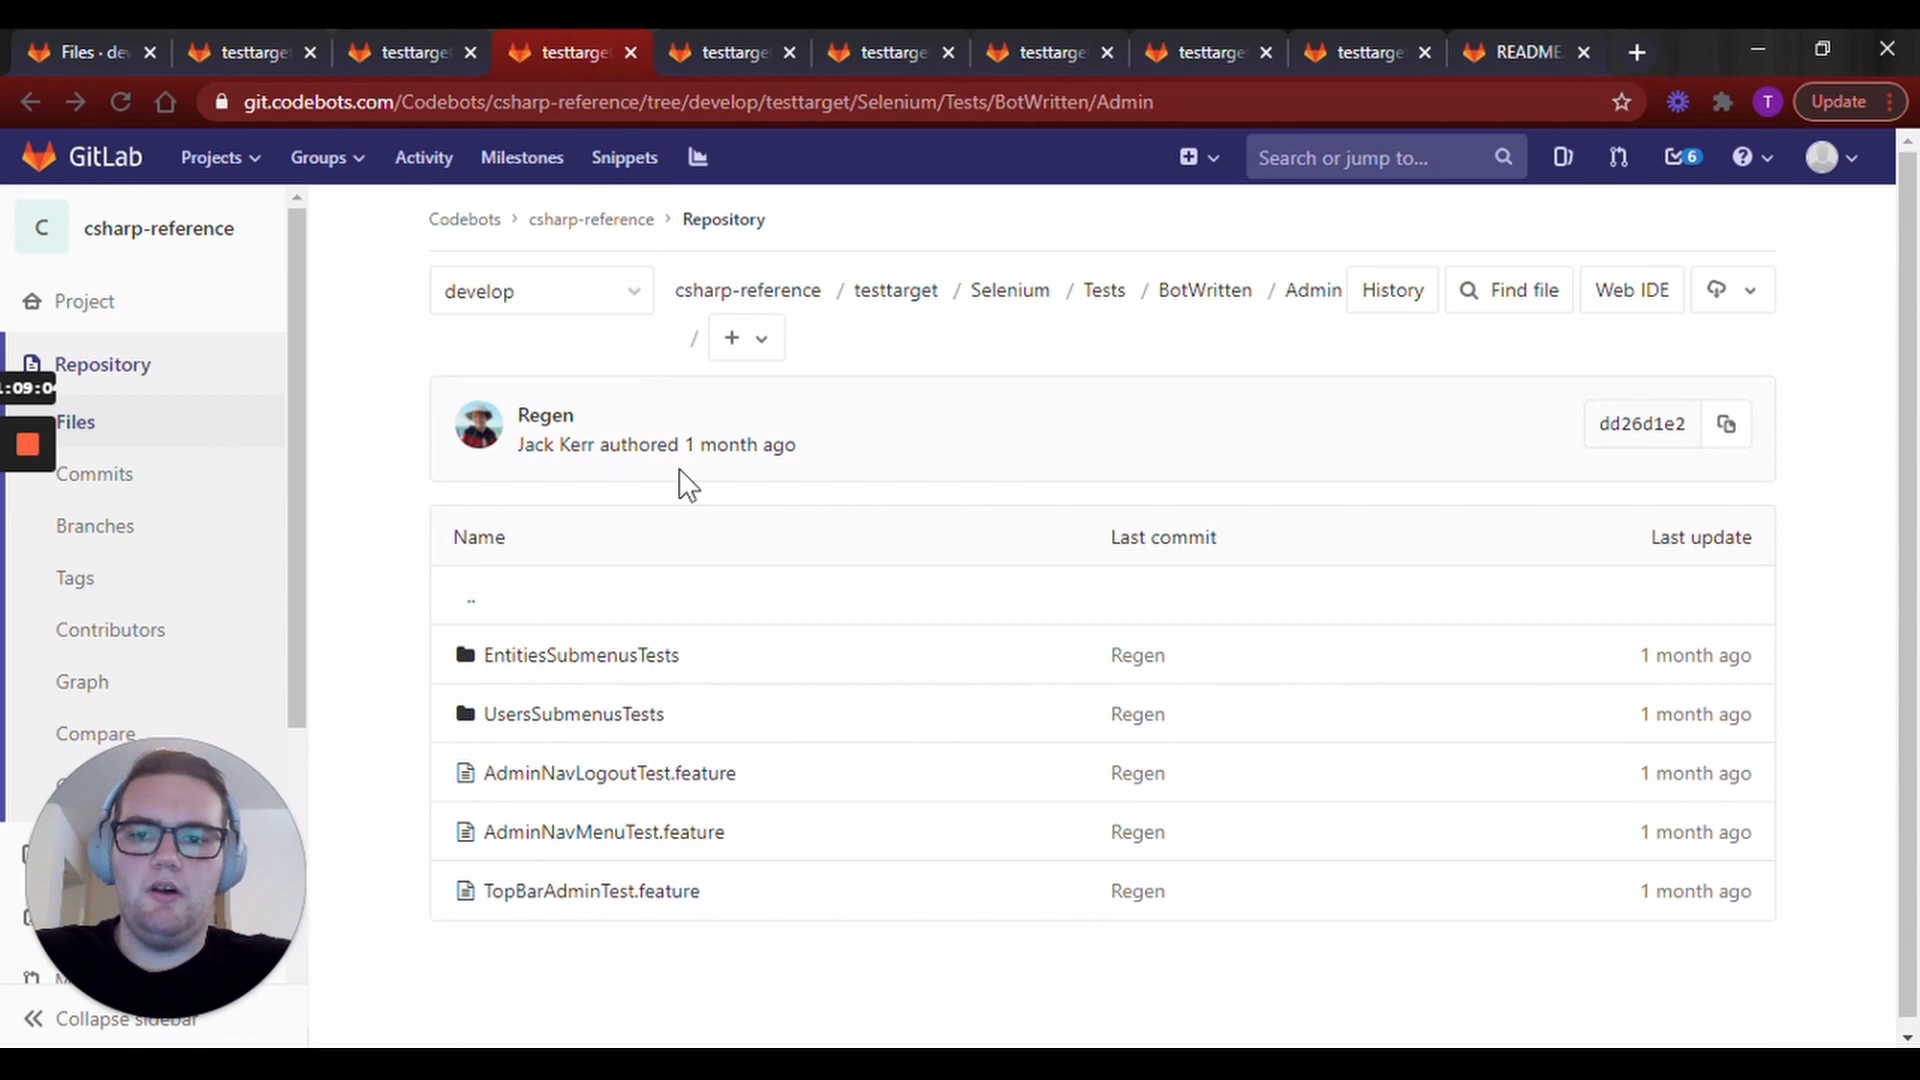 Files · dev
testtarge
testtarge
testtarge
testtarge
testtarge
testtarge
testtarge
testtarge
README.
git.codebots.com/Codebots/csharp-reference/tree/develop/testtarget/Selenium/Tests/BotWritten/Admin
T
Update
GitLab
Projects
Groups
Activity
Milestones
Snippets
Search or jump to...
6
C
csharp-reference
Project
Repository
:09:04
Files
Commits
Branches
Tags
Contributors
Graph
Compare
Collapse sidebar
Codebots > csharp-reference > Repository
develop
csharp-reference / testtarget / Selenium / Tests / BotWritten / Admin
/ +
History
Find file
Web IDE
Regen
Jack Kerr authored 1 month ago
dd26d1e2
Name Last commit Last update
..
EntitiesSubmenusTests Regen 1 month ago
UsersSubmenusTests Regen 1 month ago
AdminNavLogoutTest.feature Regen 1 month ago
AdminNavMenuTest.feature Regen 1 month ago
TopBarAdminTest.feature Regen 1 month ago